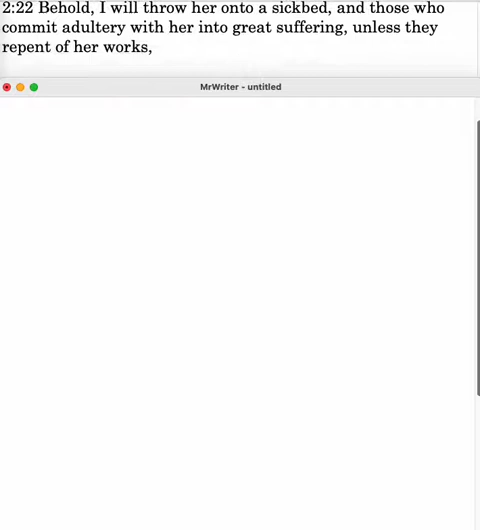 2:22 Behold, I will throw her onto a sickbed, and those who
commit adultery with her into great suffering, unless they
repent of her works,
MrWriter - untitled